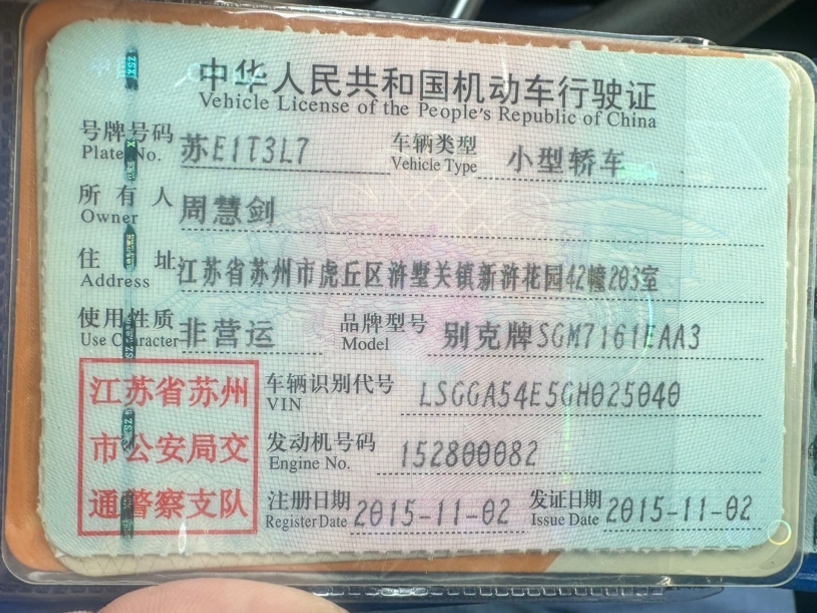 中华人民共和国机动车行驶证
Vehicle License of the People's Republic of China
号牌号码 苏E1T3L7 车辆类型 小型轿车
Plate No. Vehicle Type
所有人 周慧剑
Owner
住址 江苏省苏州市虎丘区浒墅关镇新浒花园42幢203室
Address
使用性质 非营运 品牌型号 别克牌SGM7161EAA3
Use Character Model
江苏省苏州
市公安局交
通警察支队
车辆识别代号 LSGGA54E5GH025040
VIN
发动机号码 152800082
Engine No.
注册日期 2015-11-02 发证日期 2015-11-02
Register Date Issue Date